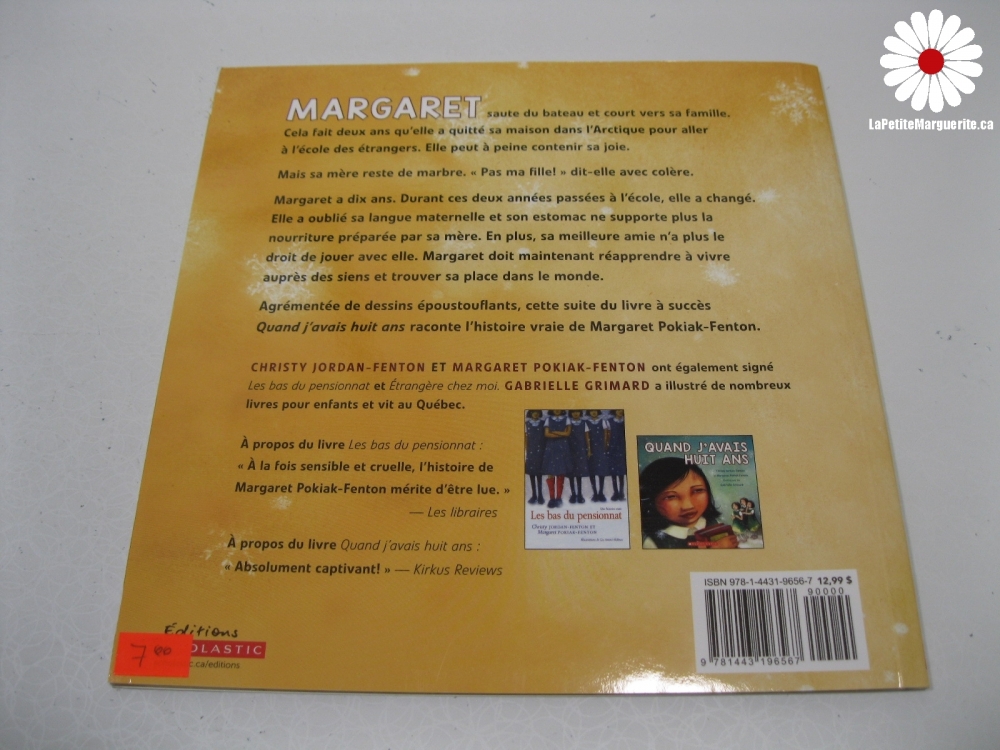 LaPetiteMarguerite.ca
MARGARET saute du bateau et court vers sa famille.
Cela fait deux ans qu'elle a quitté sa maison dans l'Arctique pour aller
à l'école des étrangers. Elle peut à peine contenir sa joie.
Mais sa mère reste de marbre. « Pas ma fille! » dit-elle avec colère.
Margaret a dix ans. Durant ces deux années passées à l'école, elle a changé.
Elle a oublié sa langue maternelle et son estomac ne supporte plus la
nourriture préparée par sa mère. En plus, sa meilleure amie n'a plus le
droit de jouer avec elle. Margaret doit maintenant réapprendre à vivre
auprès des siens et trouver sa place dans le monde.
Agrémentée de dessins époustouflants, cette suite du livre à succès
Quand j'avais huit ans raconte l'histoire vraie de Margaret Pokiak-Fenton.
CHRISTY JORDAN-FENTON ET MARGARET POKIAK-FENTON ont également signé
Les bas du pensionnat et Étrangère chez moi. GABRIELLE GRIMARD a illustré de nombreux
livres pour enfants et vit au Québec.
À propos du livre Les bas du pensionnat :
« À la fois sensible et cruelle, l'histoire de
Margaret Pokiak-Fenton mérite d'être lue. »
— Les libraires
À propos du livre Quand j'avais huit ans :
« Absolument captivant! » — Kirkus Reviews
Les bas du pensionnat
Christy JORDAN-FENTON ET
Margaret POKIAK-FENTON
QUAND J'AVAIS
HUIT ANS
ISBN 978-1-4431-9656-7 12,99 $
90000
9 781443 196567
Éditions
OLASTIC
c.ca/editions
7 00